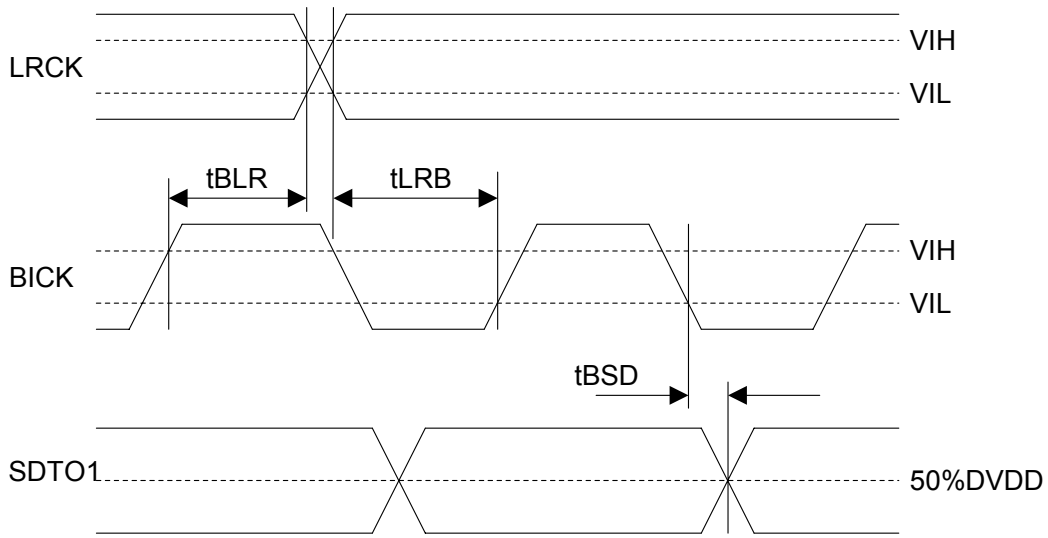 LRCK
VIH
VIL
tBLR
tLRB
BICK
VIH
VIL
tBSD
SDTO1
50%DVDD